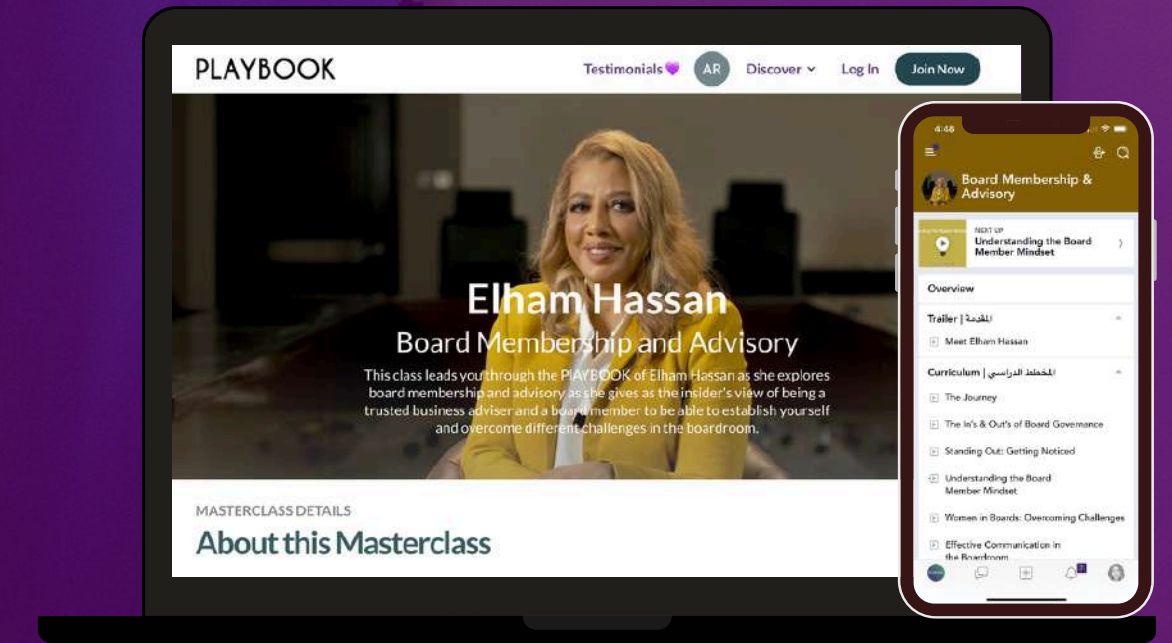 PLAYBOOK
Testimonials💜 AR Discover Log In Join Now
Elham Hassan
Board Membership and Advisory
This class leads you through the PLAYBOOK of Elham Hassan as she explores
board membership and advisory as she gives as the insider's view of being a
trusted business adviser and a board member to be able to establish yourself
and overcome different challenges in the boardroom.
MASTERCLASS DETAILS
About this Masterclass
4:48
Board Membership &
Advisory
NEXT UP
Understanding the Board
Member Mindset
Overview
Trailer | المقدمة
Meet Elham Hassan
Curriculum | المخطط الدراسي
The Journey
The In's & Out's of Board Governance
Standing Out: Getting Noticed
Understanding the Board
Member Mindset
Women in Boards: Overcoming Challenges
Effective Communication in
the Boardroom